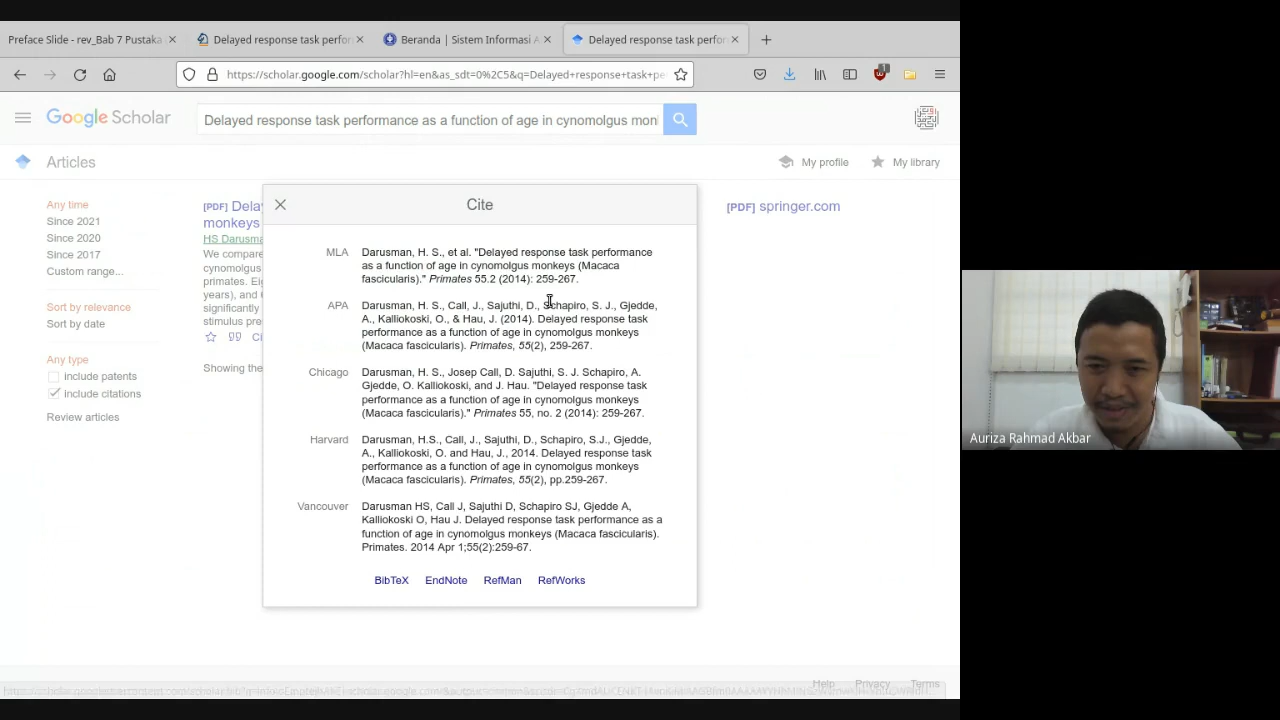 Preface Slide - rev_Bab 7 Pustaka
Delayed response task perfor
Beranda | Sistem Informasi A
Delayed response task perfor
https://scholar.google.com/scholar?hl=en&as_sdt=0%2C5&q=Delayed+response+task+pe
1
Google Scholar
Delayed response task performance as a function of age in cynomolgus mon
Articles
My profile
My library
Any time
Since 2021
Since 2020
Since 2017
Custom range...
Sort by relevance
Sort by date
Any type
include patents
include citations
Review articles
[PDF] Dela
monkeys
HS Darusma
We compare
cynomolgus
primates. Eig
years), and
significantly
stimulus pre
Showing the
[PDF] springer.com
Cite
MLA
Darusman, H. S., et al. "Delayed response task performance
as a function of age in cynomolgus monkeys (Macaca
fascicularis)." Primates 55.2 (2014): 259-267.
APA
Darusman, H. S., Call, J., Sajuthi, D., Schapiro, S. J., Gjedde,
A., Kalliokoski, O., & Hau, J. (2014). Delayed response task
performance as a function of age in cynomolgus monkeys
(Macaca fascicularis). Primates, 55(2), 259-267.
Chicago
Darusman, H. S., Josep Call, D. Sajuthi, S. J. Schapiro, A.
Gjedde, O. Kalliokoski, and J. Hau. "Delayed response task
performance as a function of age in cynomolgus monkeys
(Macaca fascicularis)." Primates 55, no. 2 (2014): 259-267.
Harvard
Darusman, H.S., Call, J., Sajuthi, D., Schapiro, S.J., Gjedde,
A., Kalliokoski, O. and Hau, J., 2014. Delayed response task
performance as a function of age in cynomolgus monkeys
(Macaca fascicularis). Primates, 55(2), pp.259-267.
Vancouver
Darusman HS, Call J, Sajuthi D, Schapiro SJ, Gjedde A,
Kalliokoski O, Hau J. Delayed response task performance as a
function of age in cynomolgus monkeys (Macaca fascicularis).
Primates. 2014 Apr 1;55(2):259-67.
BibTeX
EndNote
RefMan
RefWorks
Help
Privacy
Terms
Auriza Rahmad Akbar